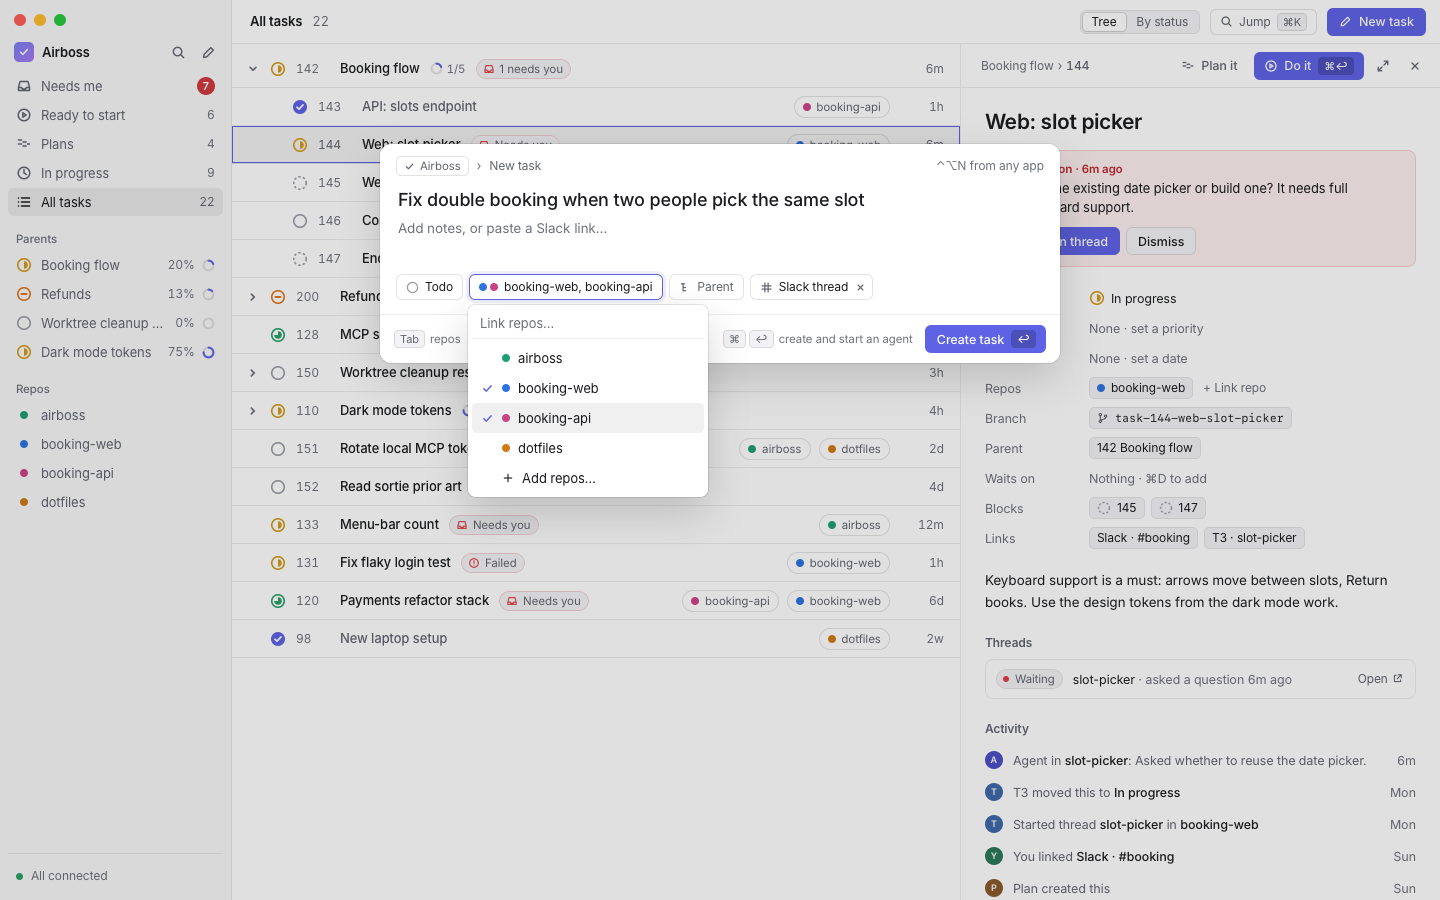 All tasks 22
Tree By status
Jump ⌘K
New task
Airboss
Needs me 7
Ready to start 6
Plans 4
In progress 9
All tasks 22
Parents
Booking flow 20%
Refunds 13%
Worktree cleanup ... 0%
Dark mode tokens 75%
Repos
airboss
booking-web
booking-api
dotfiles
All connected
142 Booking flow 1/5 1 needs you 6m
143 API: slots endpoint booking-api 1h
144 Web: slot picker Needs you booking-web 6m
145
146
147
200
128 MCP
150 Worktree cleanup 3h
110 Dark mode tokens 4h
151 Rotate local MCP airboss dotfiles 2d
152 Read sortie prior art 4d
133 Menu-bar count Needs you airboss 12m
131 Fix flaky login test Failed booking-web 1h
120 Payments refactor stack Needs you booking-api booking-web 6d
98 New laptop setup dotfiles 2w
Airboss › New task
^⌥N from any app
Fix double booking when two people pick the same slot
Add notes, or paste a Slack link...
Todo
booking-web, booking-api
Parent
Slack thread ×
Tab repos
⌘ ↩ create and start an agent
Create task ↩
Link repos...
airboss
booking-web
booking-api
dotfiles
+ Add repos...
Booking flow › 144
Plan it
Do it ⌘↩
Web: slot picker
· 6m ago
existing date picker or build one? It needs full
support.
thread
Dismiss
In progress
None · set a priority
None · set a date
Repos booking-web + Link repo
Branch task-144-web-slot-picker
Parent 142 Booking flow
Waits on Nothing · ⌘D to add
Blocks 145 147
Links Slack · #booking T3 · slot-picker
Keyboard support is a must: arrows move between slots, Return
books. Use the design tokens from the dark mode work.
Threads
Waiting slot-picker · asked a question 6m ago Open
Activity
A Agent in slot-picker: Asked whether to reuse the date picker. 6m
T T3 moved this to In progress Mon
T Started thread slot-picker in booking-web Mon
Y You linked Slack · #booking Sun
P Plan created this Sun